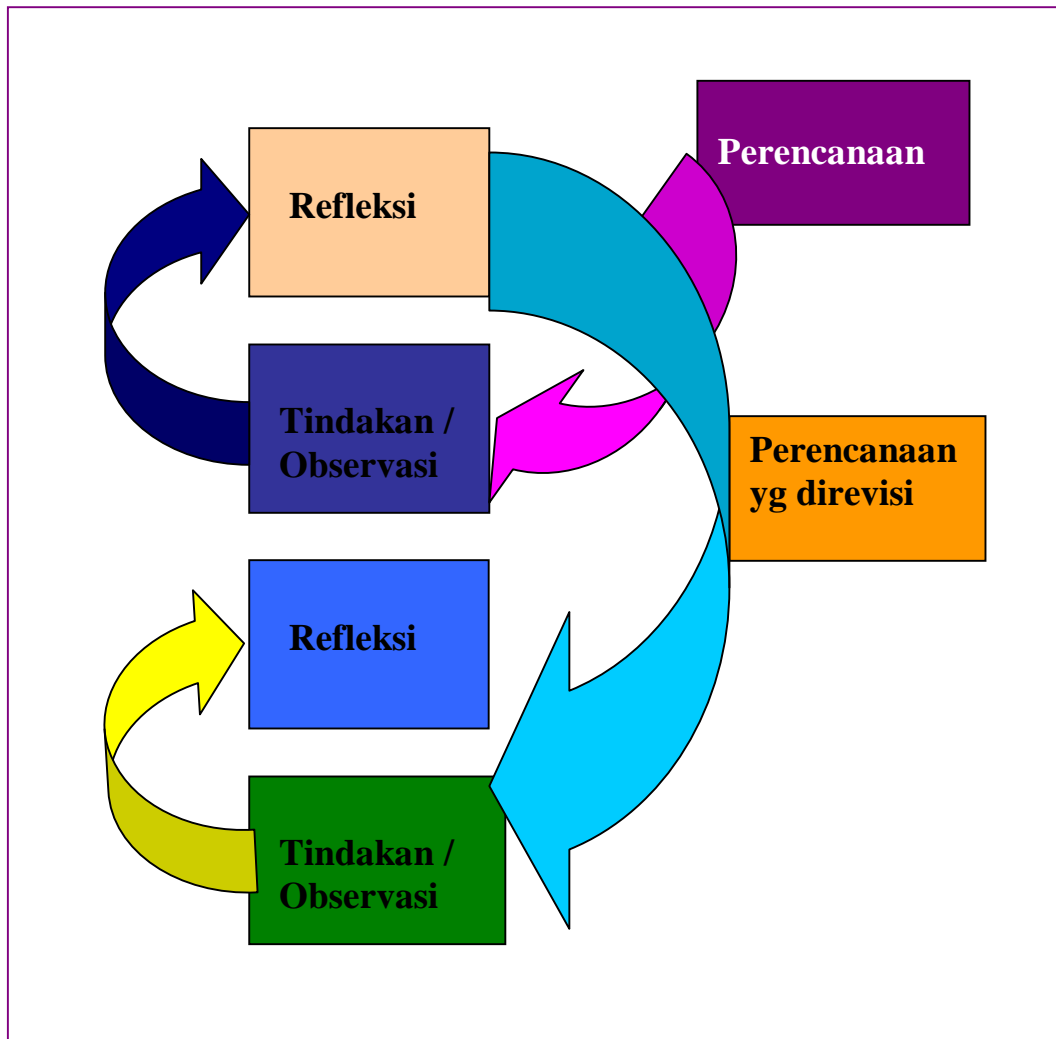 Perencanaan
Refleksi
Tindakan /
Observasi
Perencanaan
yg direvisi
Refleksi
Tindakan /
Observasi